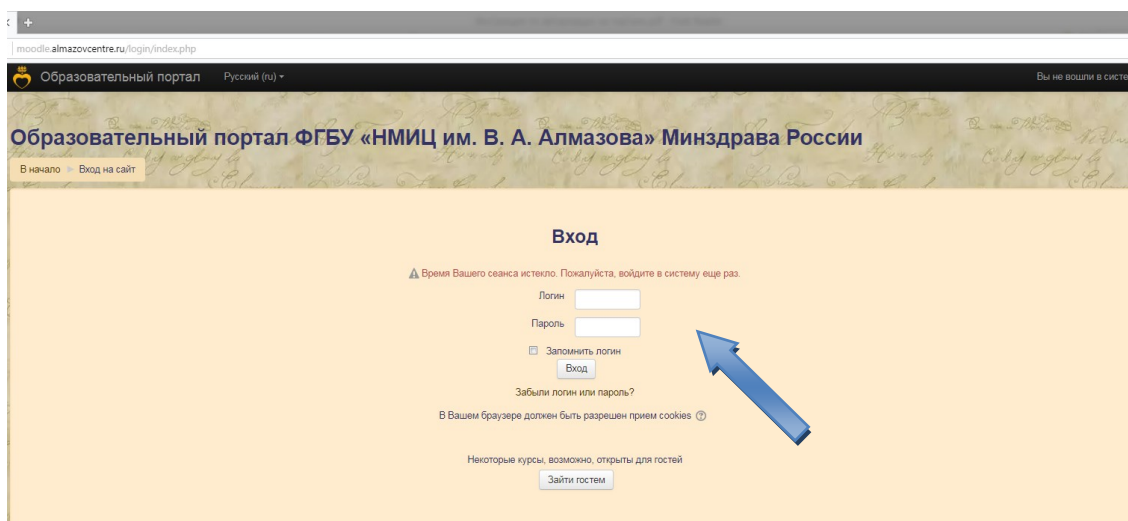 moodle.almazovcentre.ru/login/index.php
Образовательный портал Русский (ru) Вы не вошли в систе
Образовательный портал ФГБУ «НМИЦ им. В. А. Алмазова» Минздрава России
В начало Вход на сайт
Вход
Время Вашего сеанса истекло. Пожалуйста, войдите в систему еще раз.
Логин
Пароль
Запомнить логин
Вход
Забыли логин или пароль?
В Вашем браузере должен быть разрешен прием cookies
Некоторые курсы, возможно, открыты для гостей
Зайти гостем